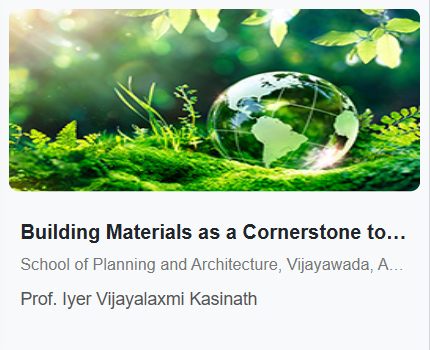 Building Materials as a Cornerstone to...
School of Planning and Architecture, Vijayawada, A...
Prof. Iyer Vijayalaxmi Kasinath